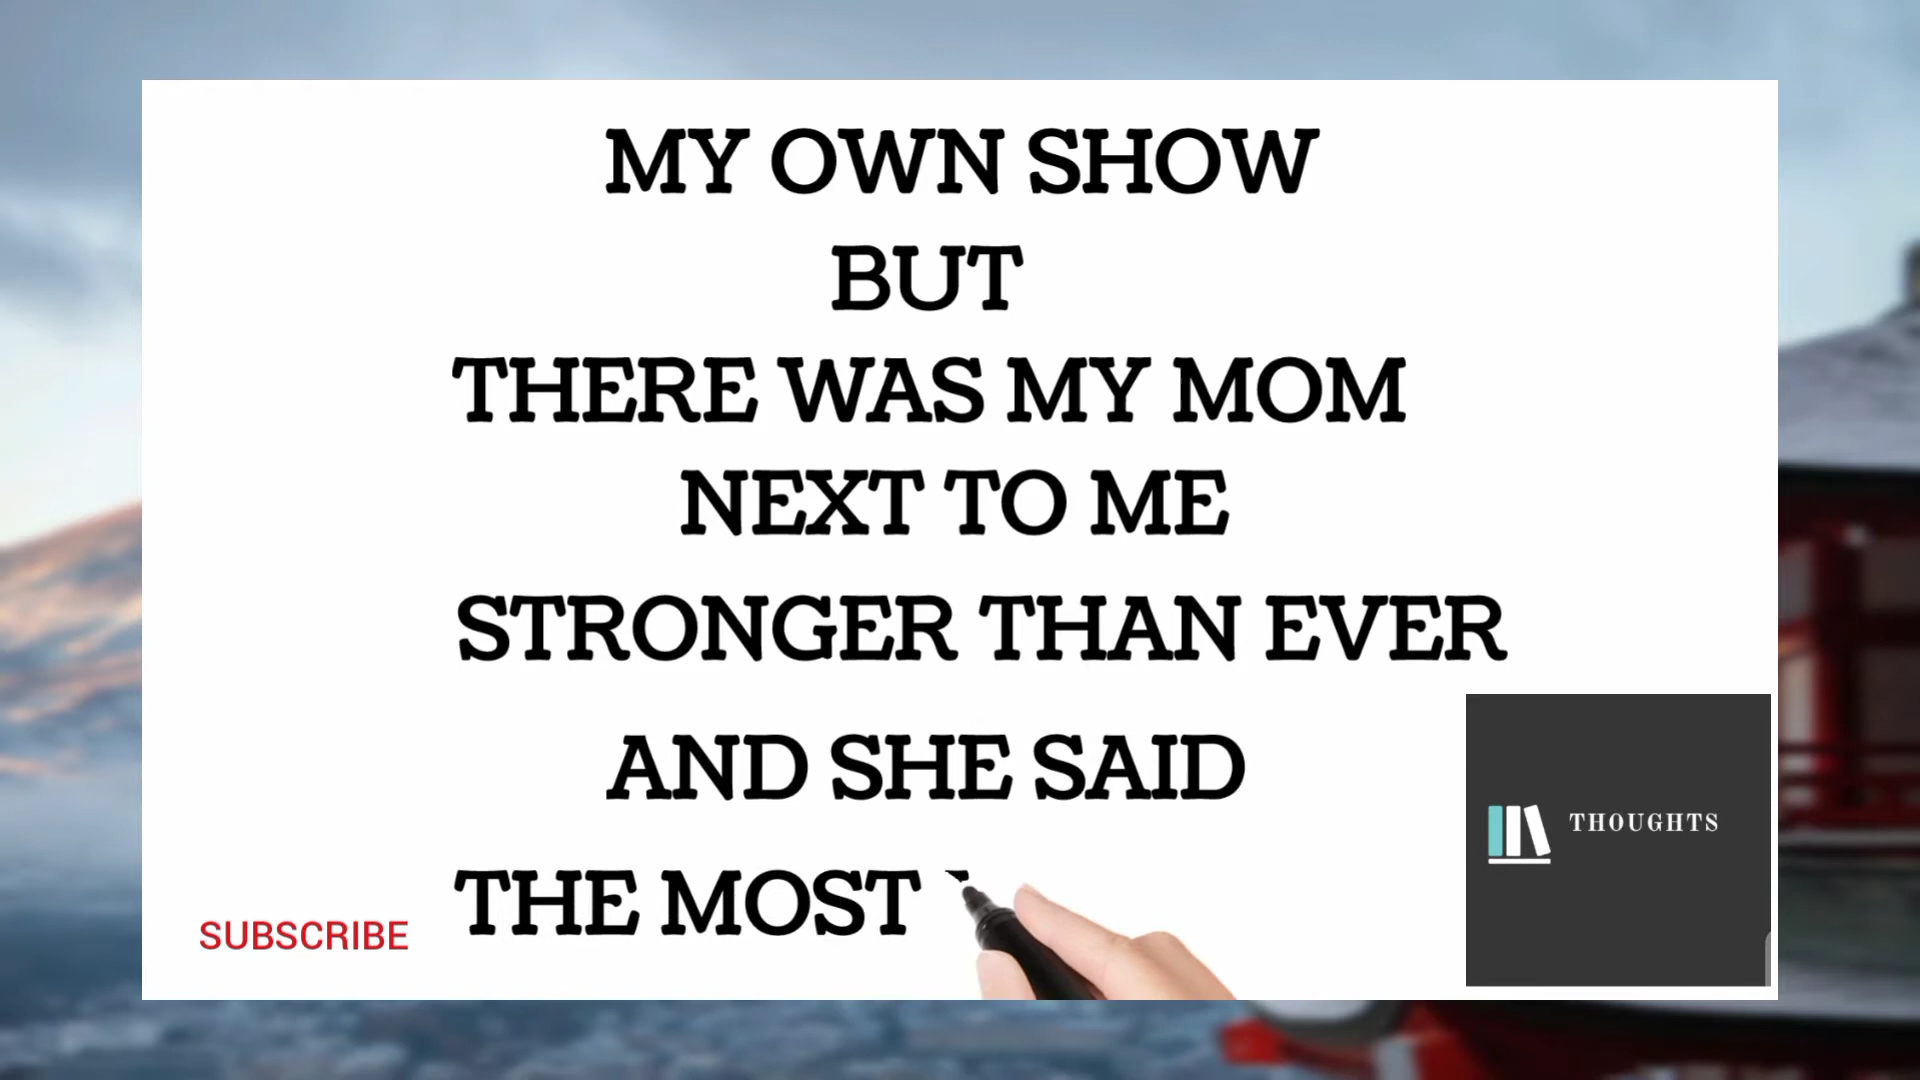 MY OWN SHOW
BUT
THERE WAS MY MOM
NEXT TO ME
STRONGER THAN EVER
AND SHE SAID
THE MOST
SUBSCRIBE
THOUGHTS